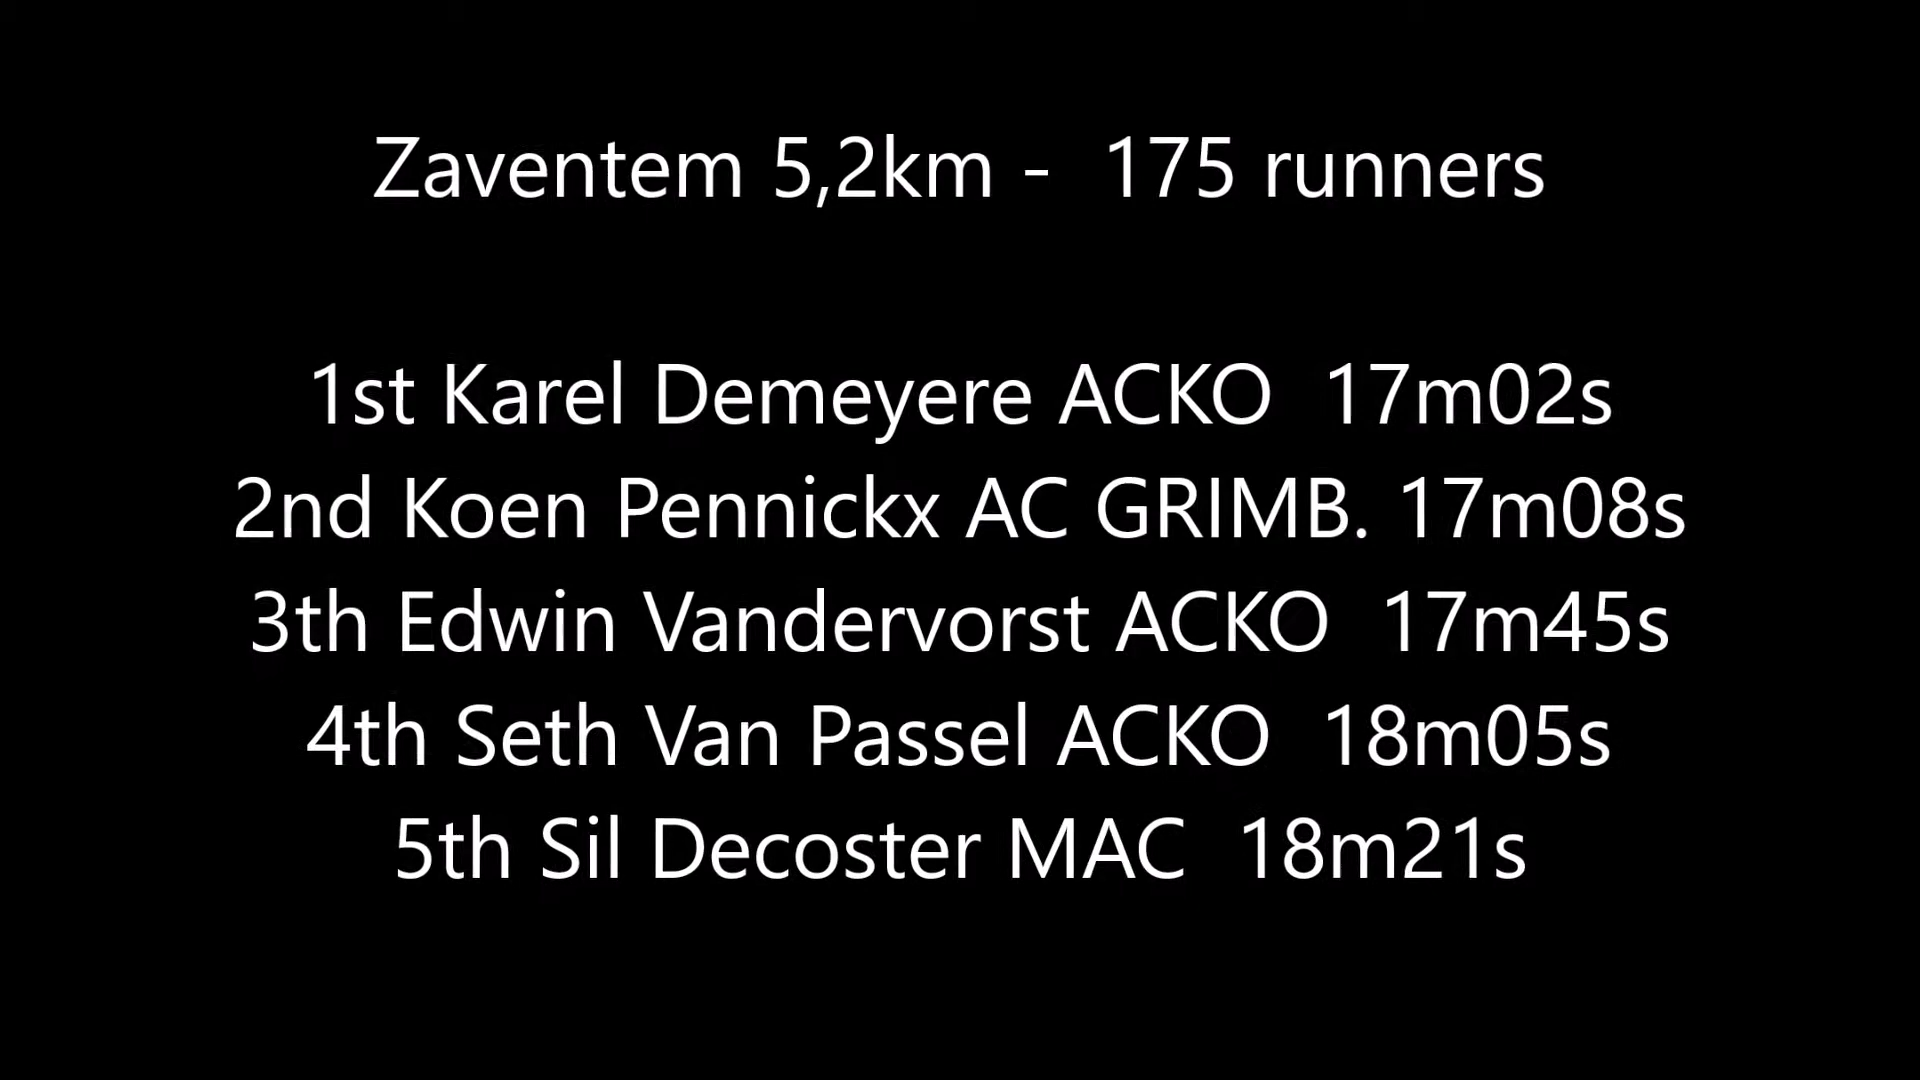 Zaventem 5,2km -  175 runners
1st Karel Demeyere ACKO  17m02s
2nd Koen Pennickx AC GRIMB. 17m08s
3th Edwin Vandervorst ACKO  17m45s
4th Seth Van Passel ACKO  18m05s
5th Sil Decoster MAC  18m21s